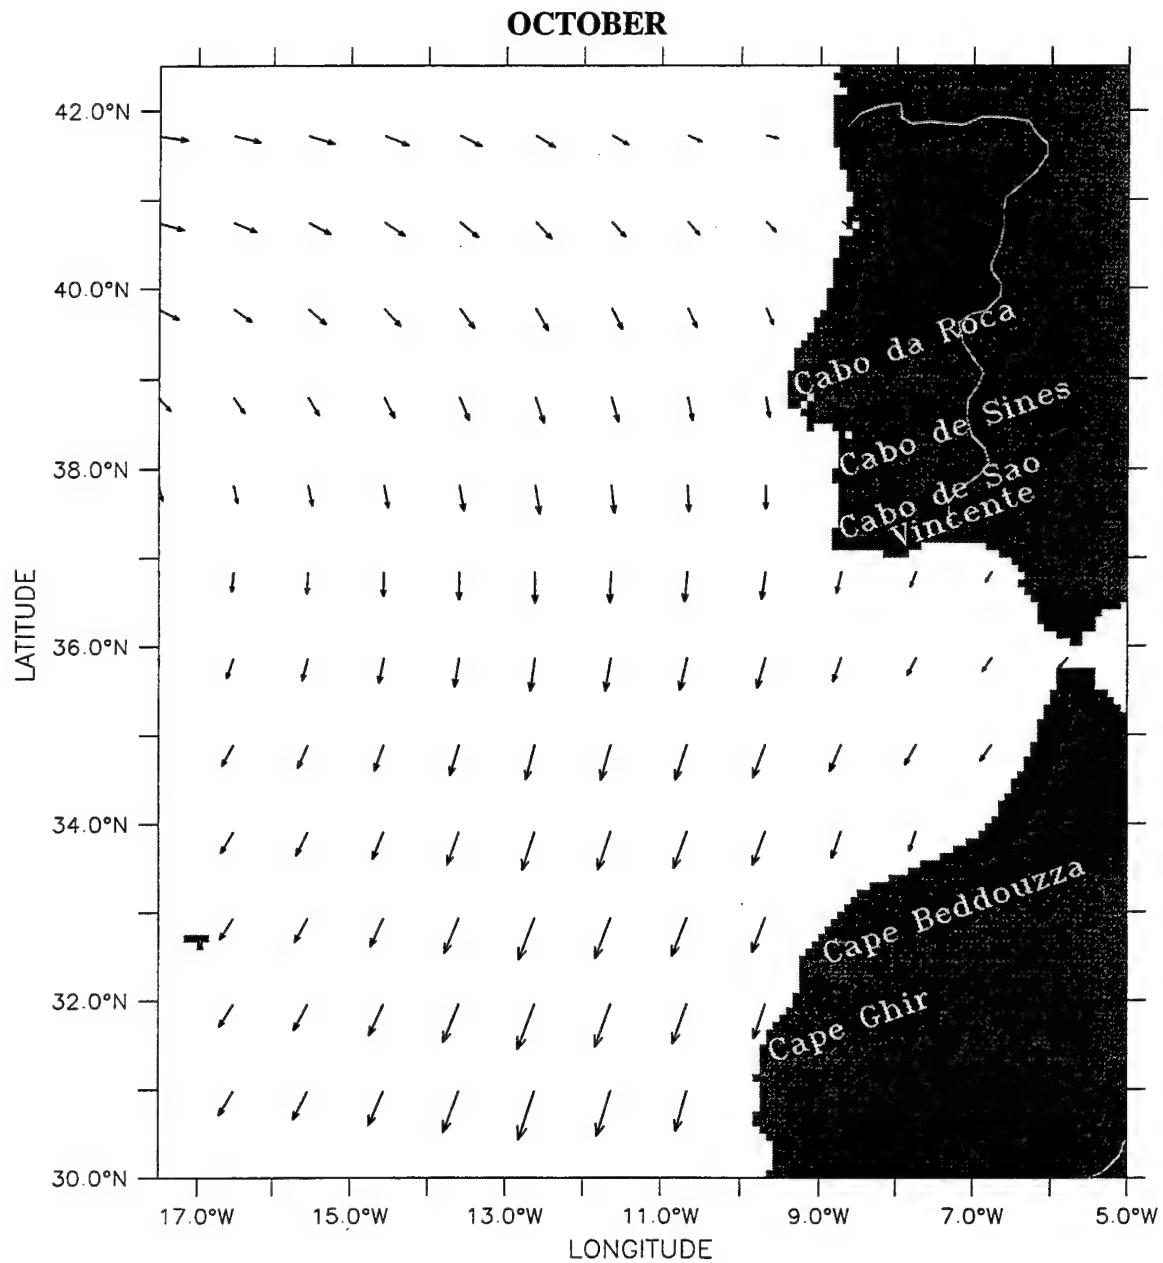 OCTOBER
42.0°N
40.0°N
Cabo da Roca
Cabo de Sines
38.0°N
Cabo de Sao
Vincente
LATITUDE
36.0°N
34.0°N
Cape Beddouzza
32.0°N
Cape Ghir
30.0°N
17.0°W 15.0°W 13.0°W 11.0°W 9.0°W 7.0°W 5.0°W
LONGITUDE